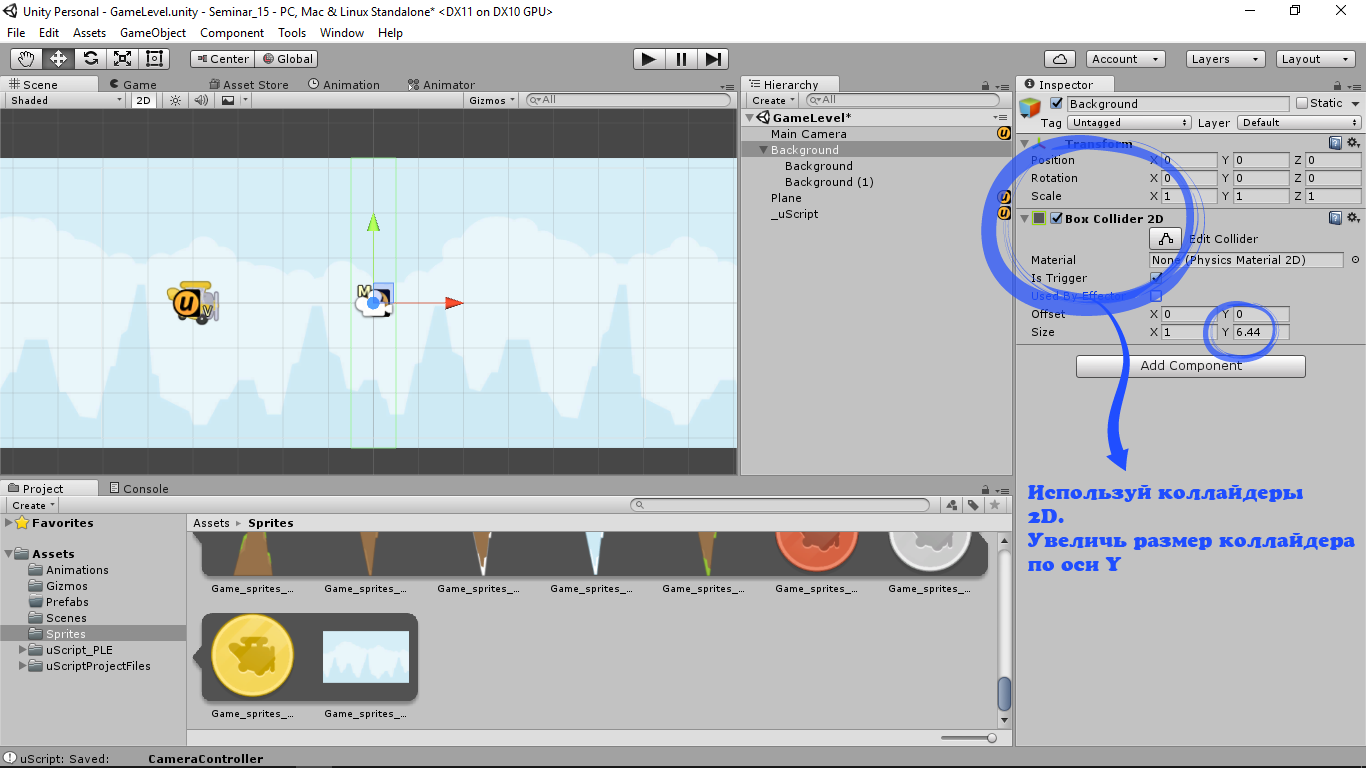 Unity Personal - GameLevel.unity - Seminar_15 - PC, Mac & Linux Standalone* <DX11 on DX10 GPU>
File Edit Assets GameObject Component Tools Window Help
Center Global Account Layers Layout
Scene Game Asset Store Animation Animator
Shaded 2D Gizmos All
Hierarchy
Create All
GameLevel*
Main Camera
Background
Background
Background (1)
Plane
_uScript
Inspector
Background Static
Tag Untagged Layer Default
Transform
Position X 0 Y 0 Z 0
Rotation X 0 Y 0 Z 0
Scale X 1 Y 1 Z 1
Box Collider 2D
Edit Collider
Material None (Physics Material 2D)
Is Trigger
Used By Effector
Offset X 0 Y 0
Size X 1 Y 6.44
Add Component
Используй коллайдеры
2D.
Увеличь размер коллайдера
по оси Y
Project Console
Create
Favorites
Assets
Animations
Gizmos
Prefabs
Scenes
Sprites
uScript_PLE
uScriptProjectFiles
Assets Sprites
Game_sprites_... Game_sprites_... Game_sprites_... Game_sprites_... Game_sprites_... Game_sprites_... Game_sprites_...
Game_sprites_... Game_sprites_...
uScript: Saved: CameraController